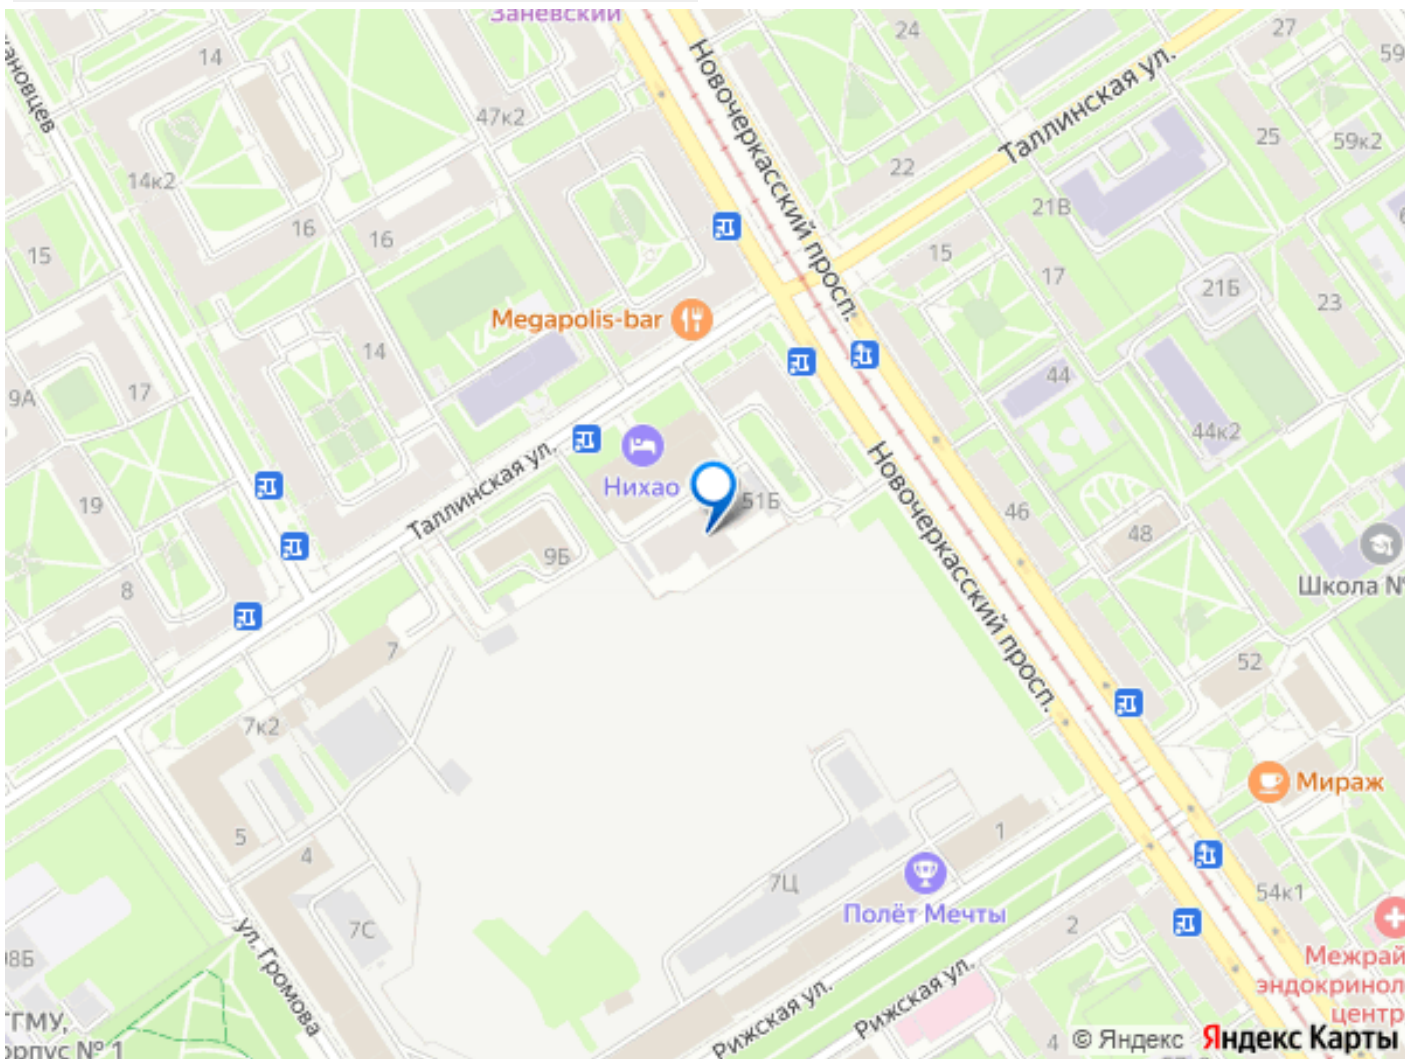 Заневский
24
27
59
14
Новочеркасский просп.
Таллинская ул.
47к2
25
59к2
22
14к2
21В
16
16
15
15
17
21Б
23
Megapolis-bar
14
44
9А
17
44к2
Таллинская ул.
Нихао
51Б
Новочеркасский просп.
19
46
48
9Б
Школа №
8
7
52
7к2
Мираж
5
4
1
7Ц
54к1
Полёт Мечты
7С
2
ул. Громова
Межрай
эндокринол
центр
Рижская ул.
Рижская ул.
ГМУ,
орпус № 1
4
© Яндекс
Яндекс Карты